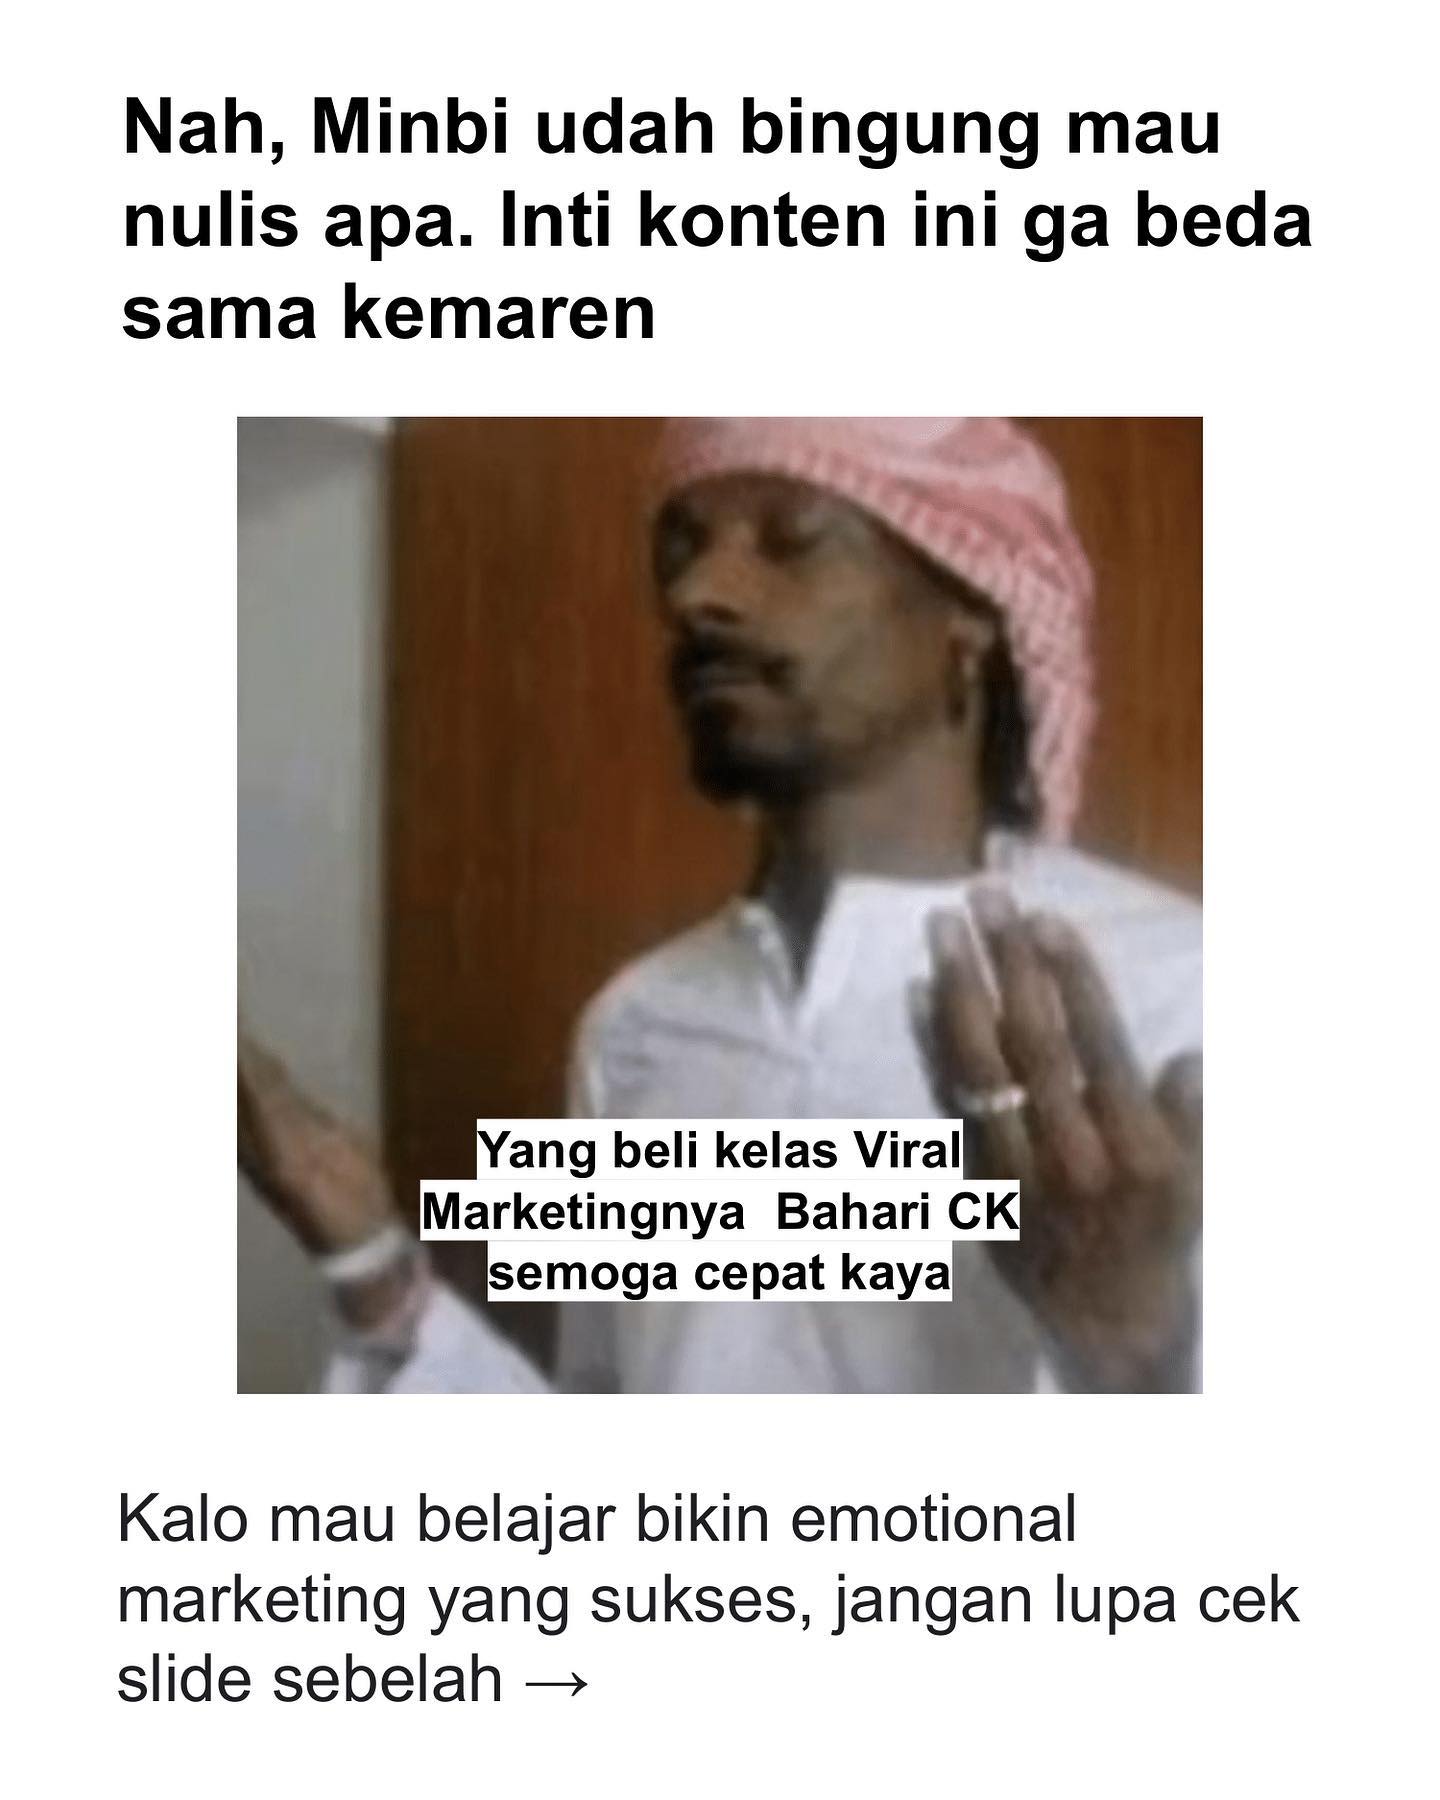 Nah, Minbi udah bingung mau
nulis apa. Inti konten ini ga beda
sama kemaren
Yang beli kelas Viral
Marketingnya  Bahari CK
semoga cepat kaya
Kalo mau belajar bikin emotional
marketing yang sukses, jangan lupa cek
slide sebelah →